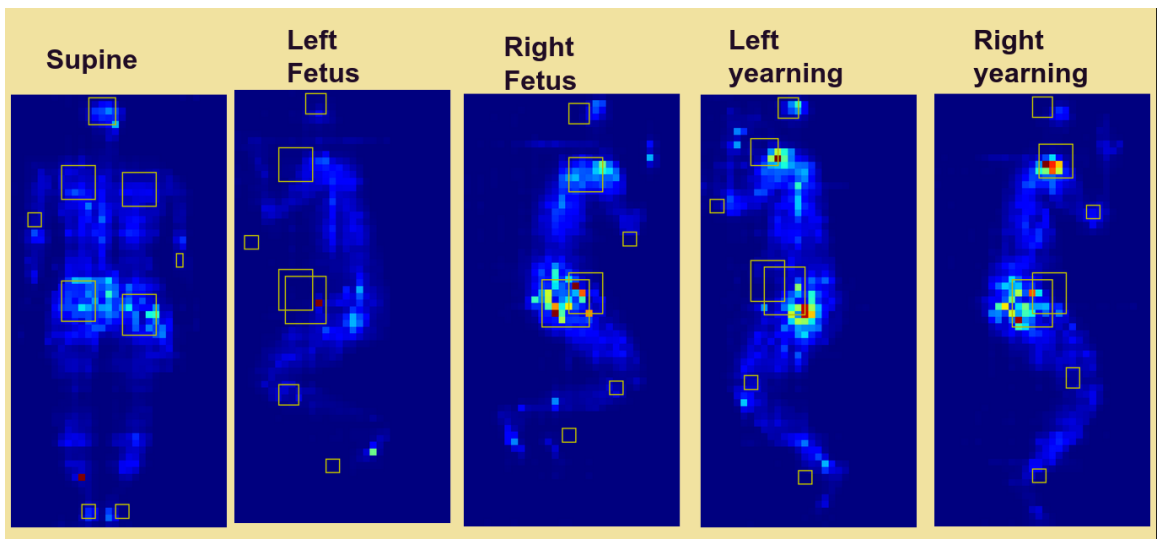 Supine
Left
Fetus
Right
Fetus
Left
yearning
Right
yearning